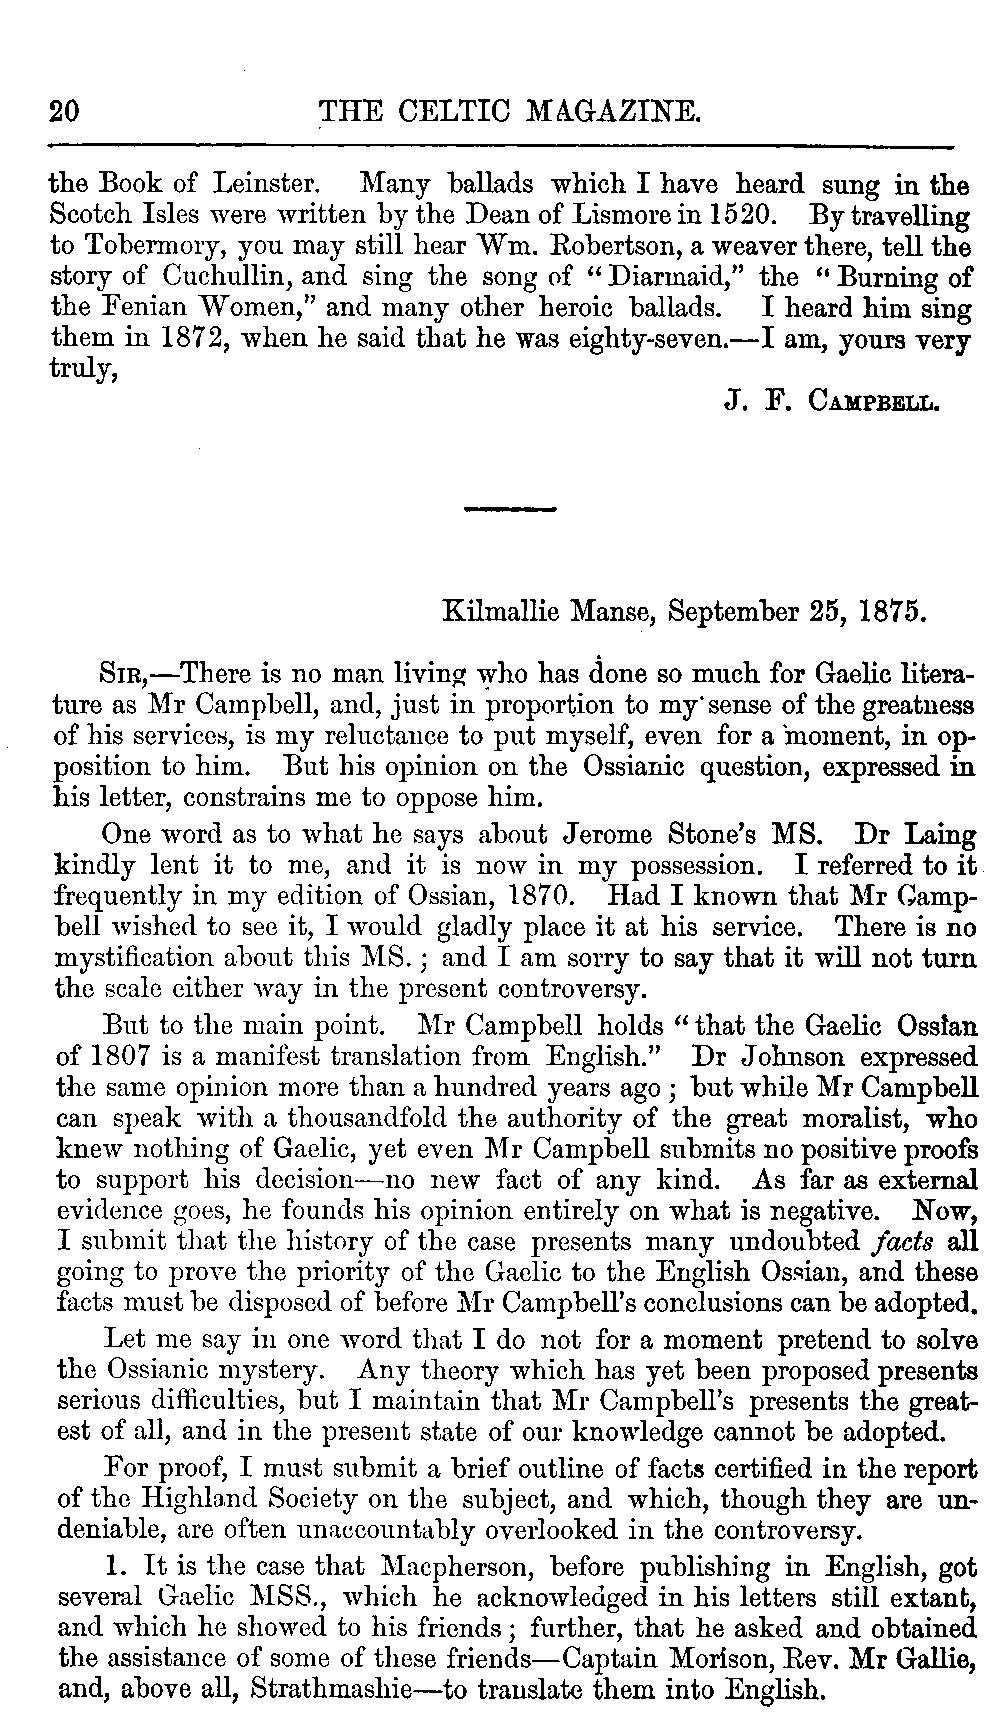 20 THE CELTIC MAGAZINE.
the Book of Leinster. Many ballads which I have heard sung in the
Scotch Isles were written by the Dean of Lismore in 1520. By travelling
to Tobermory, you may still hear Wm. Robertson, a weaver there, tell the
story of Cuchullin, and sing the song of “Diarmaid,” the “Burning of
the Fenian Women,” and many other heroic ballads. I heard him sing
them in 1872, when he said that he was eighty-seven.—I am, yours very
truly,
J. F. CAMPBELL.
Kilmallie Manse, September 25, 1875.
SIR,—There is no man living who has done so much for Gaelic litera-
ture as Mr Campbell, and, just in proportion to my sense of the greatness
of his services, is my reluctance to put myself, even for a moment, in op-
position to him. But his opinion on the Ossianic question, expressed in
his letter, constrains me to oppose him.
One word as to what he says about Jerome Stone’s MS. Dr Laing
kindly lent it to me, and it is now in my possession. I referred to it
frequently in my edition of Ossian, 1870. Had I known that Mr Camp-
bell wished to see it, I would gladly place it at his service. There is no
mystification about this MS.; and I am sorry to say that it will not turn
the scale either way in the present controversy.
But to the main point. Mr Campbell holds “that the Gaelic Ossian
of 1807 is a manifest translation from English.” Dr Johnson expressed
the same opinion more than a hundred years ago; but while Mr Campbell
can speak with a thousandfold the authority of the great moralist, who
knew nothing of Gaelic, yet even Mr Campbell submits no positive proofs
to support his decision—no new fact of any kind. As far as external
evidence goes, he founds his opinion entirely on what is negative. Now,
I submit that the history of the case presents many undoubted facts all
going to prove the priority of the Gaelic to the English Ossian, and these
facts must be disposed of before Mr Campbell’s conclusions can be adopted.
Let me say in one word that I do not for a moment pretend to solve
the Ossianic mystery. Any theory which has yet been proposed presents
serious difficulties, but I maintain that Mr Campbell’s presents the great-
est of all, and in the present state of our knowledge cannot be adopted.
For proof, I must submit a brief outline of facts certified in the report
of the Highland Society on the subject, and which, though they are un-
deniable, are often unaccountably overlooked in the controversy.
1. It is the case that Macpherson, before publishing in English, got
several Gaelic MSS., which he acknowledged in his letters still extant,
and which he showed to his friends; further, that he asked and obtained
the assistance of some of these friends—Captain Morison, Rev. Mr Gallie,
and, above all, Strathmashie—to translate them into English.